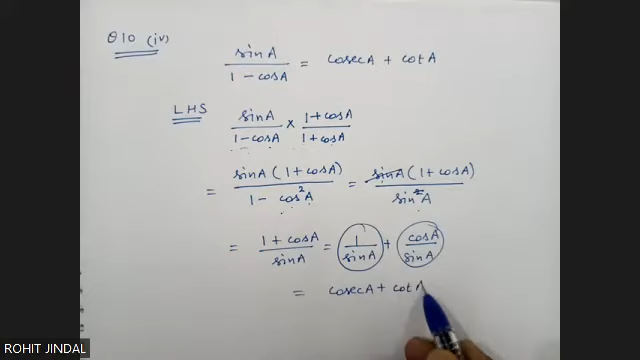 Q10 (iv)
sinA / 1 - cosA = cosecA + cotA
LHS
sinA / 1 - cosA × 1 + cosA / 1 + cosA
= sinA (1 + cosA) / 1 - cos²A = sinA (1 + cosA) / sin²A
= 1 + cosA / sinA = 1 / sinA + cosA / sinA
= cosecA + cotA
ROHIT JINDAL